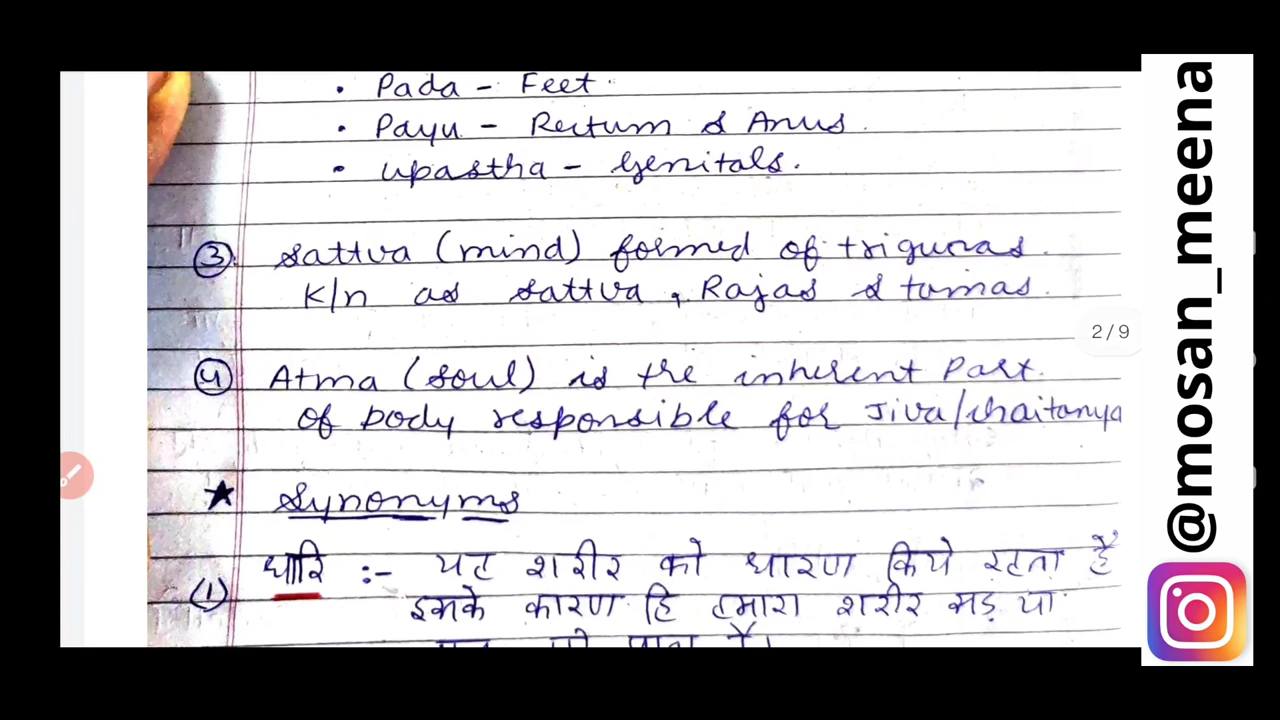 • Pada - Feet.
• Payu - Rectum & Anus.
• Upastha - Genitals.
③ Sattva (mind) formed of trigunas.
K/n as sattva, Rajas & tamas.
2/9
④ Atma (soul) is the inherent Part.
of body responsible for Jiva/chaitanya
★ Synonyms
(1) धारि :- यह शरीर को धारण किये रहता है
इसके कारण हि हमारा शरीर सड़ या
@mosan_meena